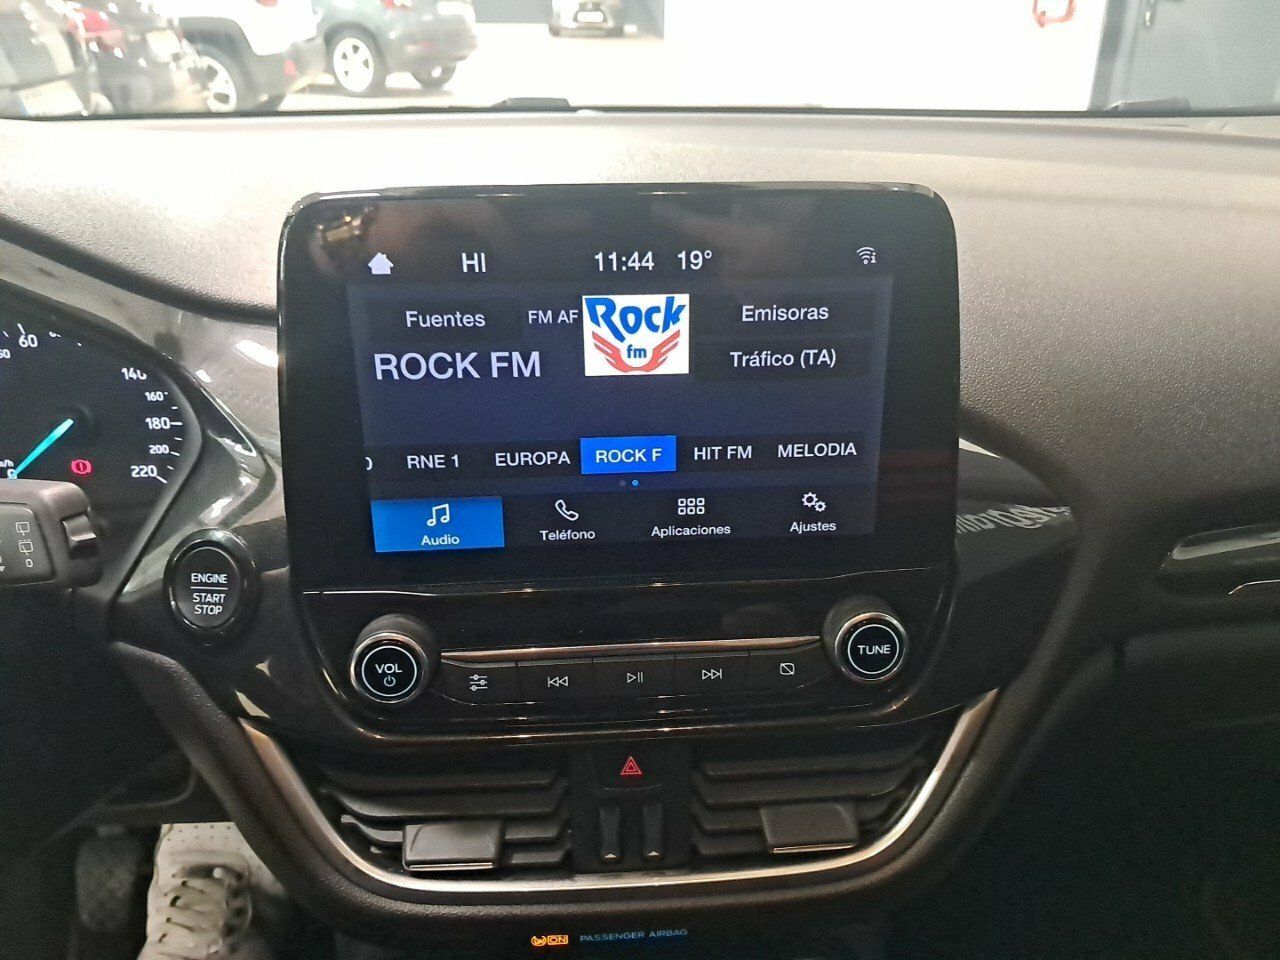 HI 11:44 19°
Fuentes FM AF Rock fm Emisoras
ROCK FM Tráfico (TA)
RNE 1 EUROPA ROCK F HIT FM MELODIA
Audio Teléfono Aplicaciones Ajustes
60
140
160
180
200
220
ENGINE
START
STOP
VOL
TUNE
ON PASSENGER AIRBAG